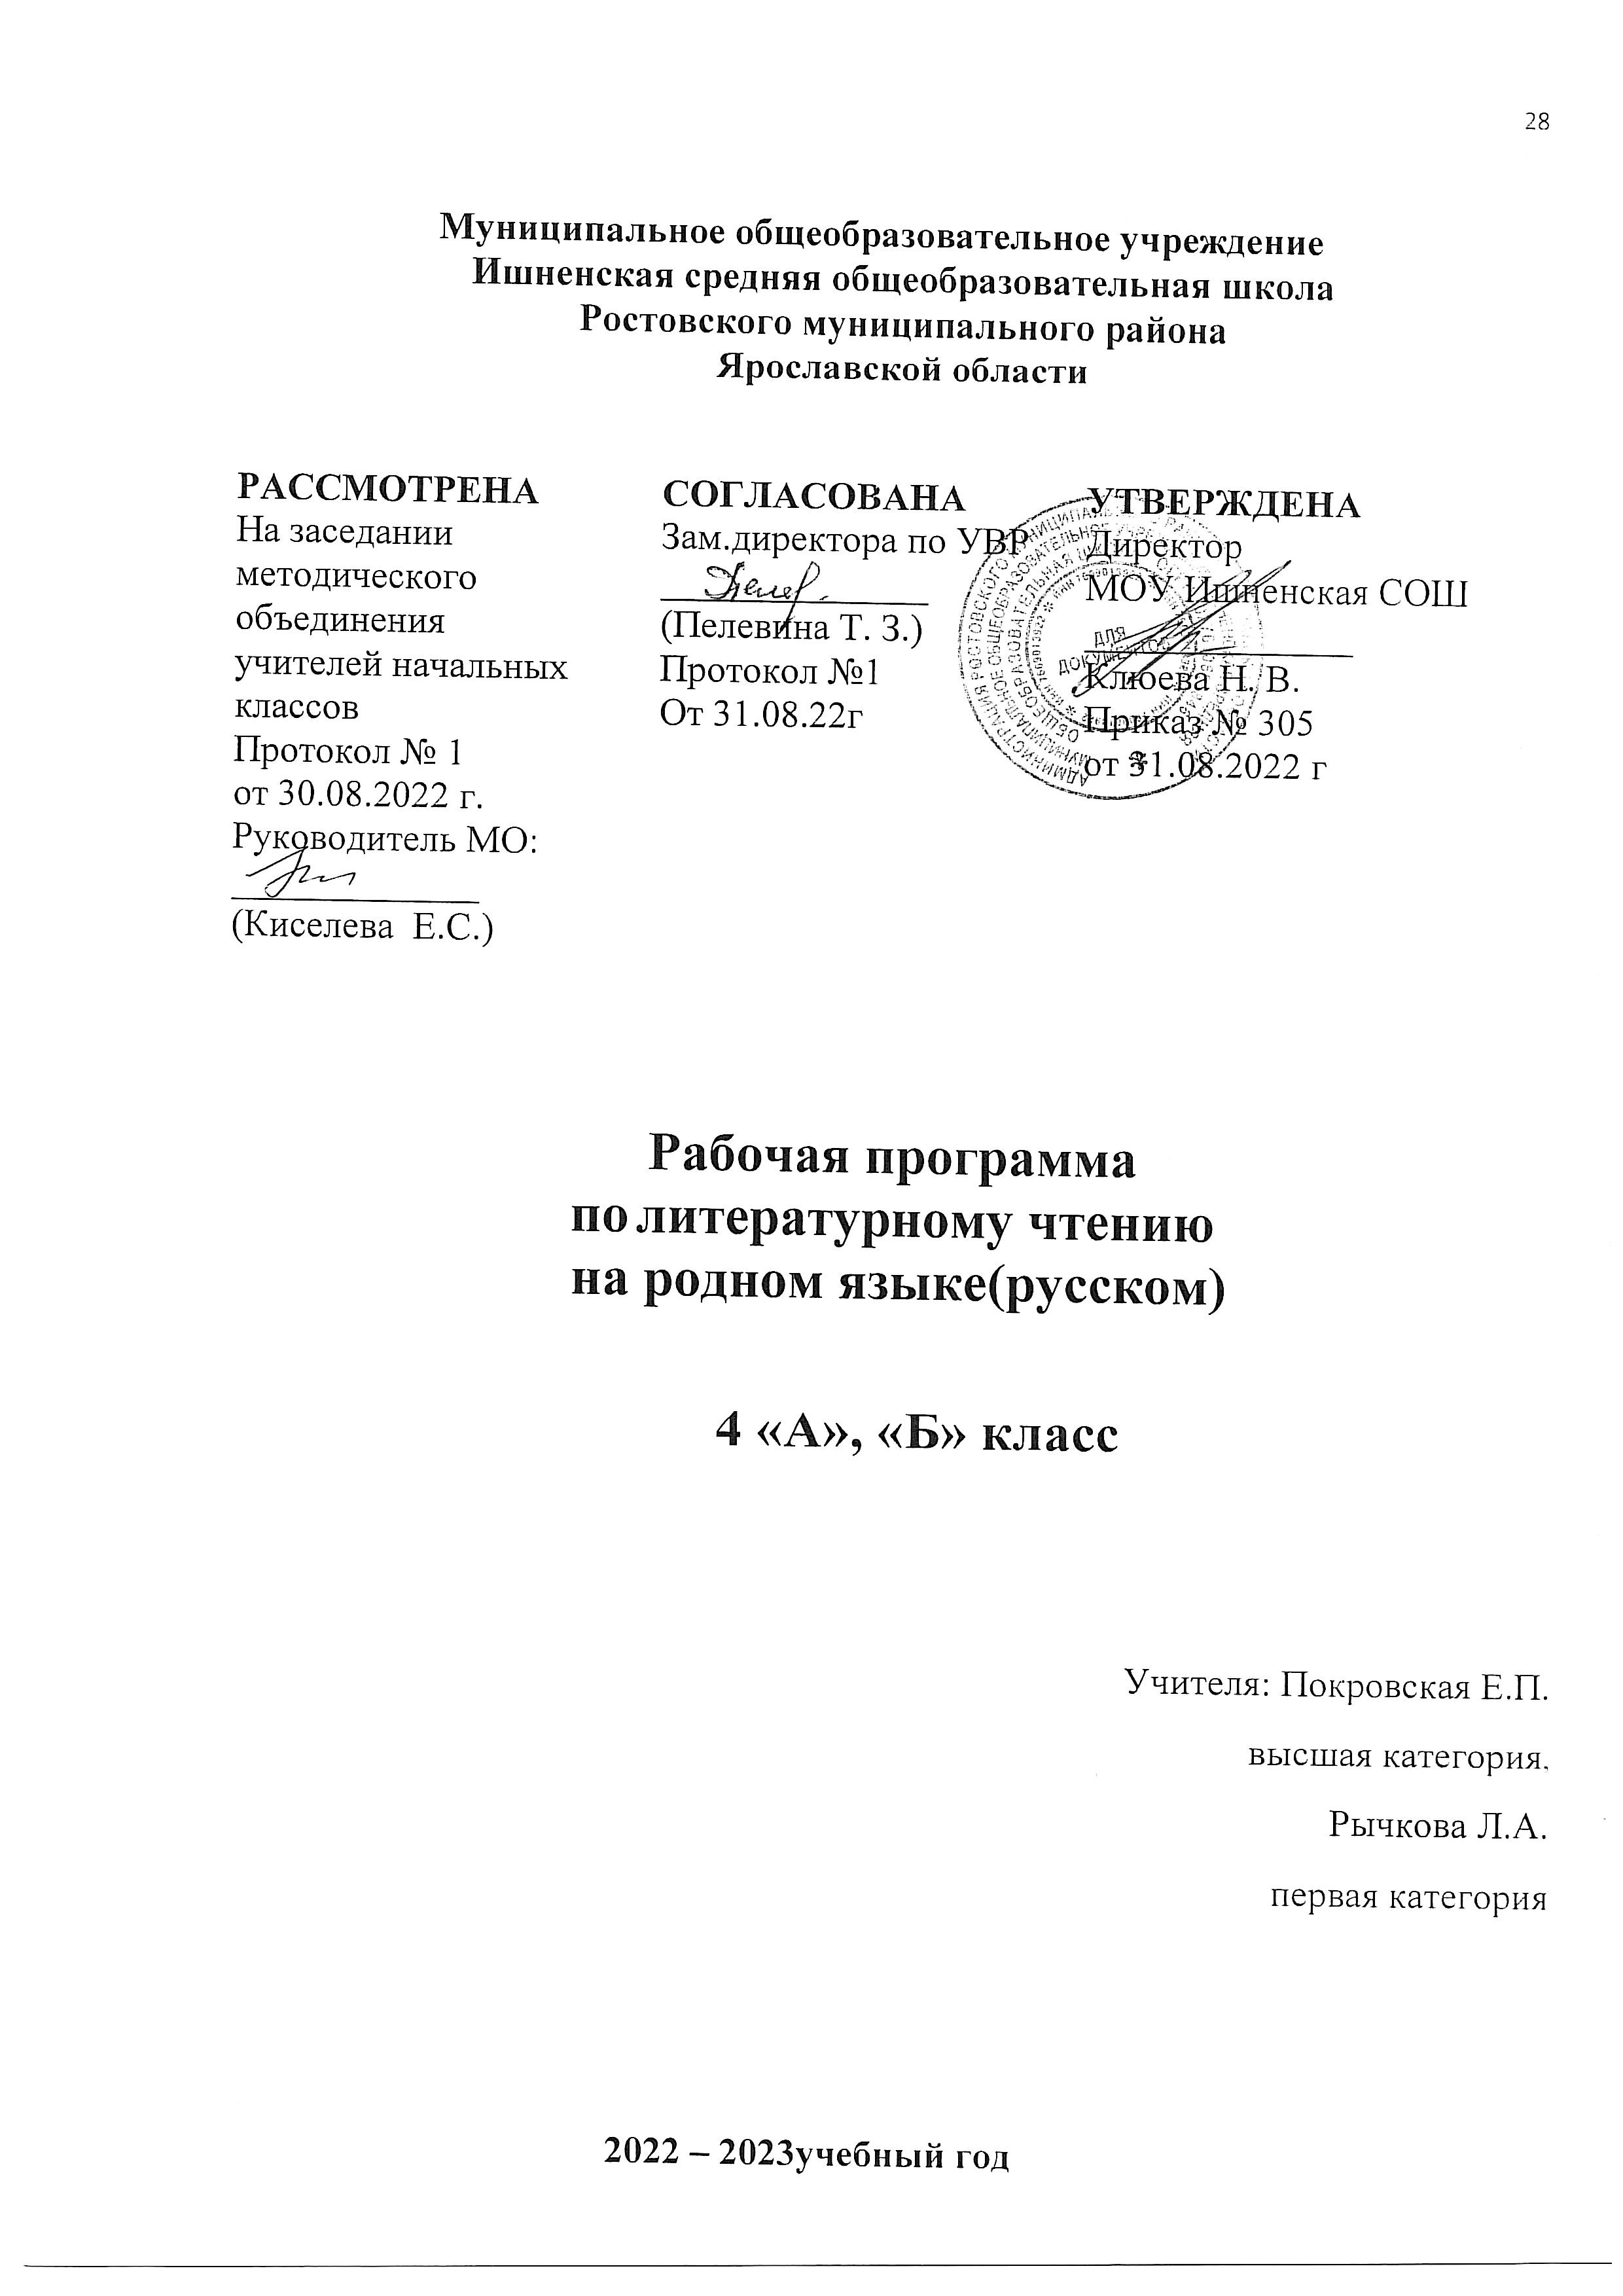 28
Муниципальное общеобразовательное учреждение
Ишненская средняя общеобразовательная школа
Ростовского муниципального района
Ярославской области
РАССМОТРЕНА
На заседании
методического
объединения
учителей начальных
классов
Протокол № 1
от 30.08.2022 г.
Руководитель МО:
(Киселева Е.С.)
СОГЛАСОВАНА
Зам.директора по УВР
(Пелевина Т. З.)
Протокол №1
От 31.08.22г
УТВЕРЖДЕНА
Директор
МОУ Ишненская СОШ
Клюева Н. В.
Приказ № 305
от 31.08.2022 г
ДЛЯ
ДОКУМЕНТОВ
Рабочая программа
по литературному чтению
на родном языке(русском)
4 «А», «Б» класс
Учителя: Покровская Е.П.
высшая категория,
Рычкова Л.А.
первая категория
2022 – 2023учебный год